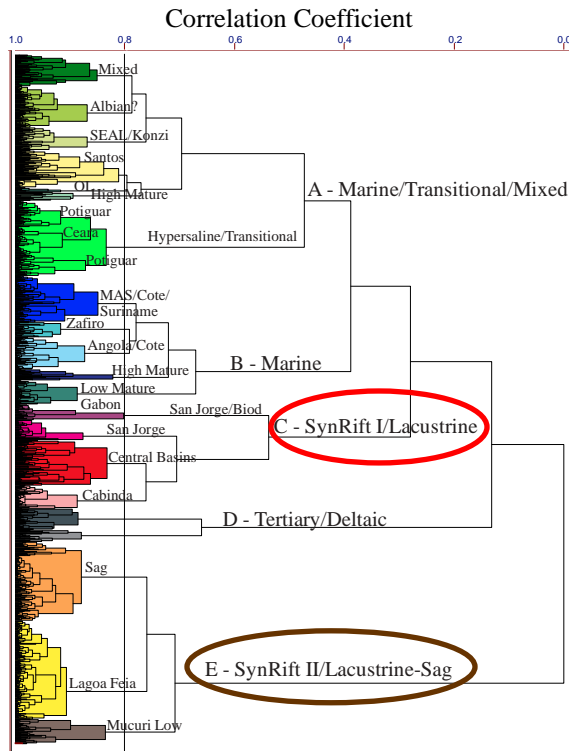 Correlation Coefficient
1.0 0,8 0,6 0,4 0,2 0,0
Mixed
Albian?
SEAL/Konzi
Santos
OL
High Mature
A - Marine/Transitional/Mixed
Potiguar
Ceara
Hypersaline/Transitional
Potiguar
MAS/Cote/
Suriname
Zafiro
Angola/Cote
B - Marine
High Mature
Low Mature
Gabon
San Jorge/Biod
San Jorge
C - SynRift I/Lacustrine
Central Basins
Cabinda
D - Tertiary/Deltaic
Sag
E - SynRift II/Lacustrine-Sag
Lagoa Feia
Mucuri Low